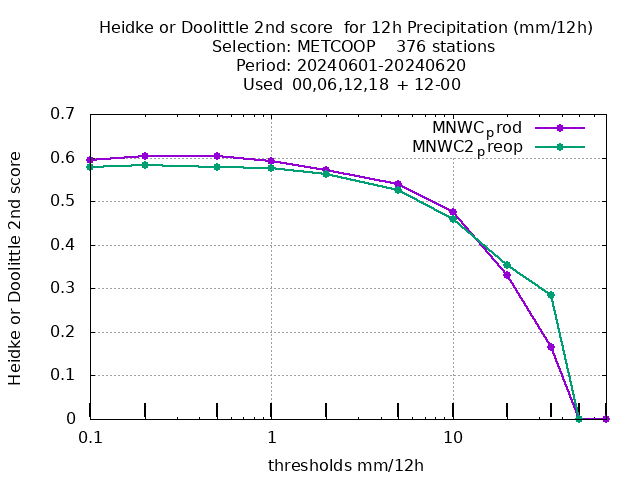 Heidke or Doolittle 2nd score  for 12h Precipitation (mm/12h)
Selection: METCOOP    376 stations
Period: 20240601-20240620
Used  00,06,12,18  + 12-00
MNWCprod
MNWC2preop
0.7
0.6
0.5
0.4
0.3
0.2
0.1
0
Heidke or Doolittle 2nd score
0.1 1 10
thresholds mm/12h